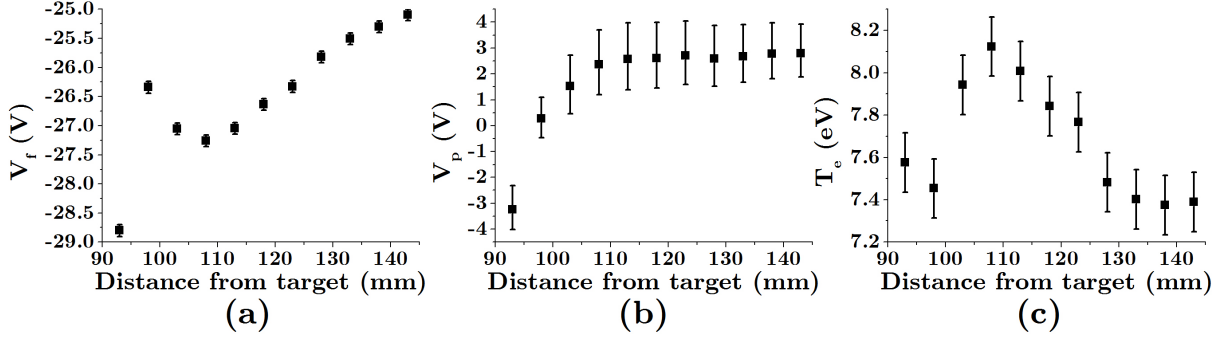 -25.0
-25.5
-26.0
-26.5
-27.0
-27.5
-28.0
-28.5
-29.0
V_f (V)
90 100 110 120 130 140
Distance from target (mm)
(a)
4
3
2
1
0
-1
-2
-3
-4
V_p (V)
90 100 110 120 130 140
Distance from target (mm)
(b)
8.2
8.0
7.8
7.6
7.4
7.2
T_e (eV)
90 100 110 120 130 140
Distance from target (mm)
(c)